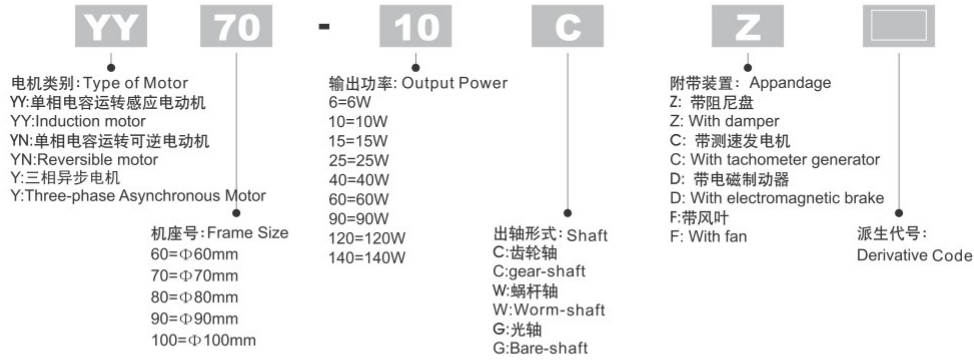 YY 70 - 10 C Z
电机类别:Type of Motor
YY:单相电容运转感应电动机
YY:Induction motor
YN:单相电容运转可逆电动机
YN:Reversible motor
Y:三相异步电机
Y:Three-phase Asynchronous Motor
机座号:Frame Size
60=Φ60mm
70=Φ70mm
80=Φ80mm
90=Φ90mm
100=Φ100mm
输出功率: Output Power
6=6W
10=10W
15=15W
25=25W
40=40W
60=60W
90=90W
120=120W
140=140W
出轴形式: Shaft
C:齿轮轴
C:gear-shaft
W:蜗杆轴
W:Worm-shaft
G:光轴
G:Bare-shaft
附带装置: Appandage
Z: 带阻尼盘
Z: With damper
C: 带测速发电机
C: With tachometer generator
D: 带电磁制动器
D: With electromagnetic brake
F:带风叶
F: With fan
派生代号:
Derivative Code